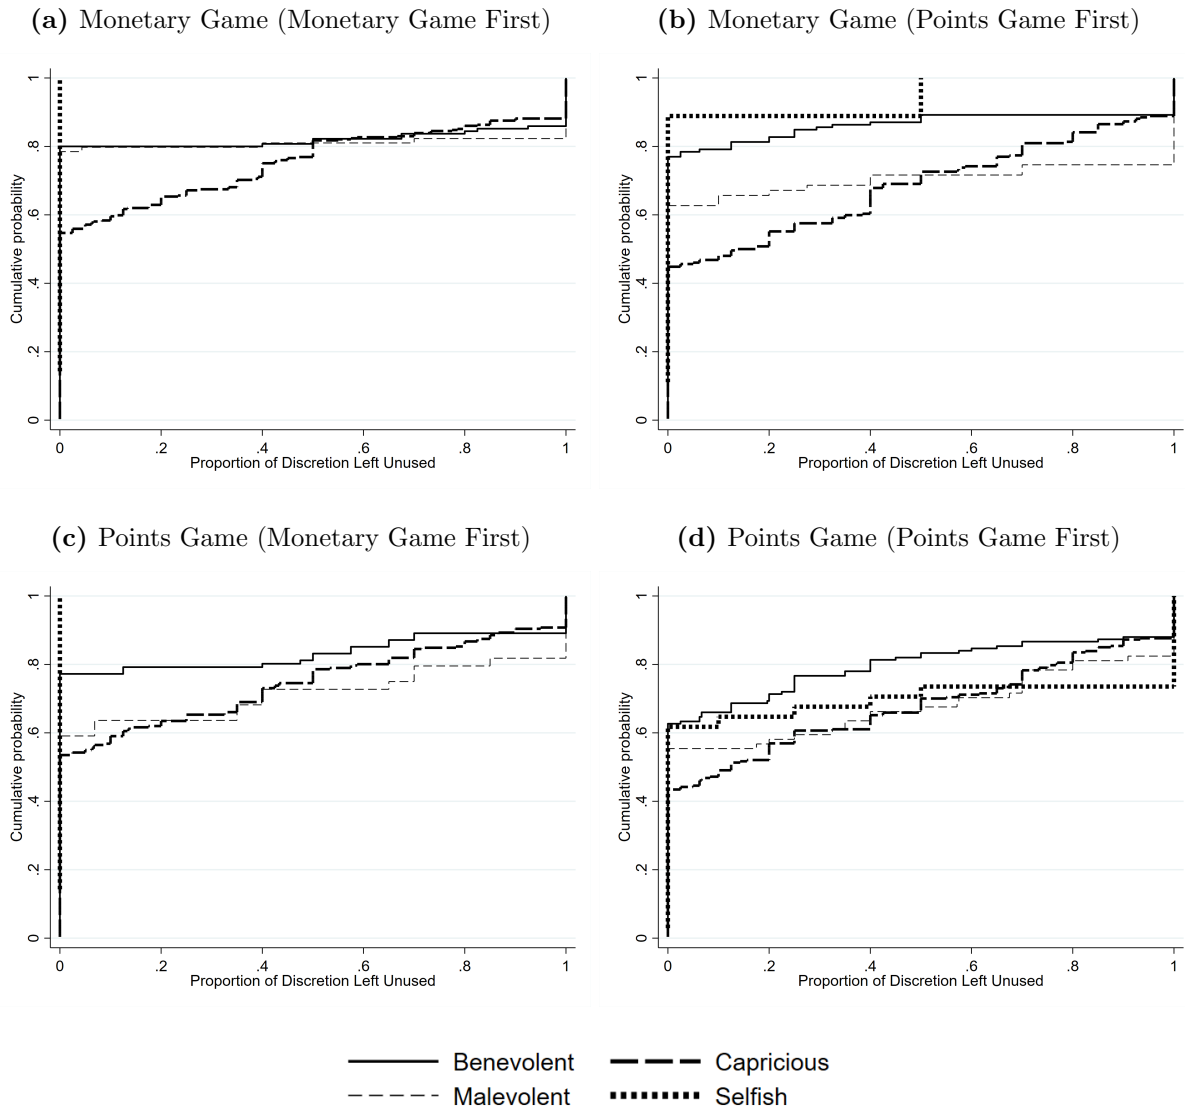 (a) Monetary Game (Monetary Game First)
(b) Monetary Game (Points Game First)
Cumulative probability
0 .2 .4 .6 .8 1
0 .2 .4 .6 .8 1
Proportion of Discretion Left Unused
Cumulative probability
0 .2 .4 .6 .8 1
0 .2 .4 .6 .8 1
Proportion of Discretion Left Unused
(c) Points Game (Monetary Game First)
(d) Points Game (Points Game First)
Cumulative probability
0 .2 .4 .6 .8 1
0 .2 .4 .6 .8 1
Proportion of Discretion Left Unused
Cumulative probability
0 .2 .4 .6 .8 1
0 .2 .4 .6 .8 1
Proportion of Discretion Left Unused
Benevolent Capricious
Malevolent Selfish